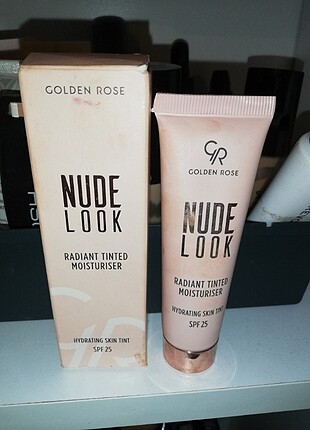 GOLDEN ROSE
NUDE
LOOK
RADIANT TINTED
MOISTURISER
HYDRATING SKIN TINT
SPF 25
GR
GOLDEN ROSE
NUDE
LOOK
RADIANT TINTED
MOISTURISER
HYDRATING SKIN TINT
SPF 25